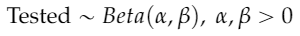 Tested ∼ Beta(α, β), α, β > 0